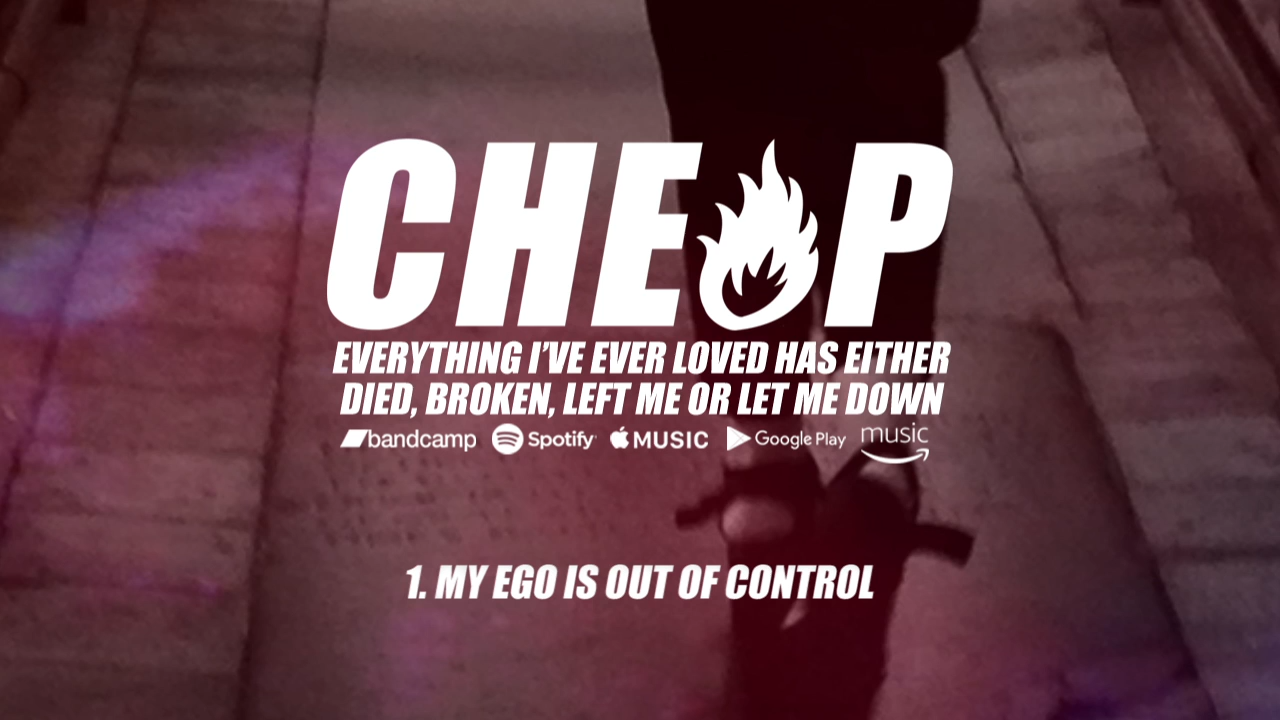 CHEAP
EVERYTHING I'VE EVER LOVED HAS EITHER
DIED, BROKEN, LEFT ME OR LET ME DOWN
bandcamp Spotify MUSIC Google Play music
1. MY EGO IS OUT OF CONTROL